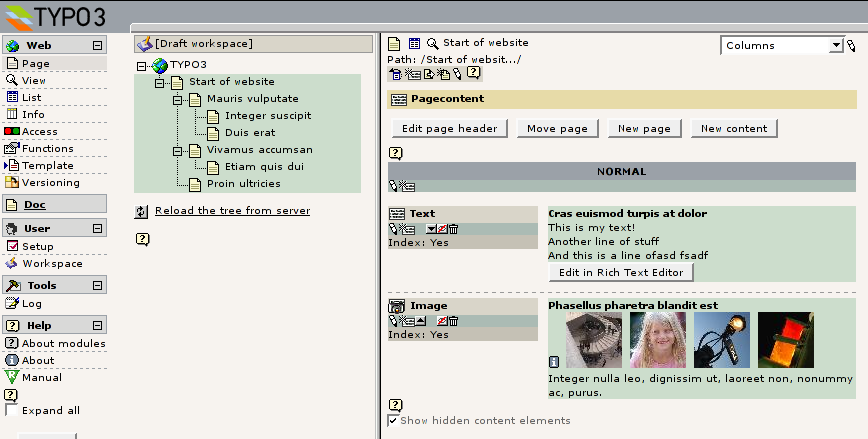 TYPO3
Web
Page
View
List
Info
Access
Functions
Template
Versioning
Doc
User
Setup
Workspace
Tools
Log
Help
About modules
About
Manual
Expand all
[Draft workspace]
TYPO3
Start of website
Mauris vulputate
Integer suscipit
Duis erat
Vivamus accumsan
Etiam quis dui
Proin ultricies
Reload the tree from server
Start of website
Columns
Path: /Start of websit.../
Pagecontent
Edit page header Move page New page New content
NORMAL
Text
Index: Yes
Cras euismod turpis at dolor
This is my text!
Another line of stuff
And this is a line ofasd fsadf
Edit in Rich Text Editor
Image
Index: Yes
Phasellus pharetra blandit est
Integer nulla leo, dignissim ut, laoreet non, nonummy
ac, purus.
Show hidden content elements